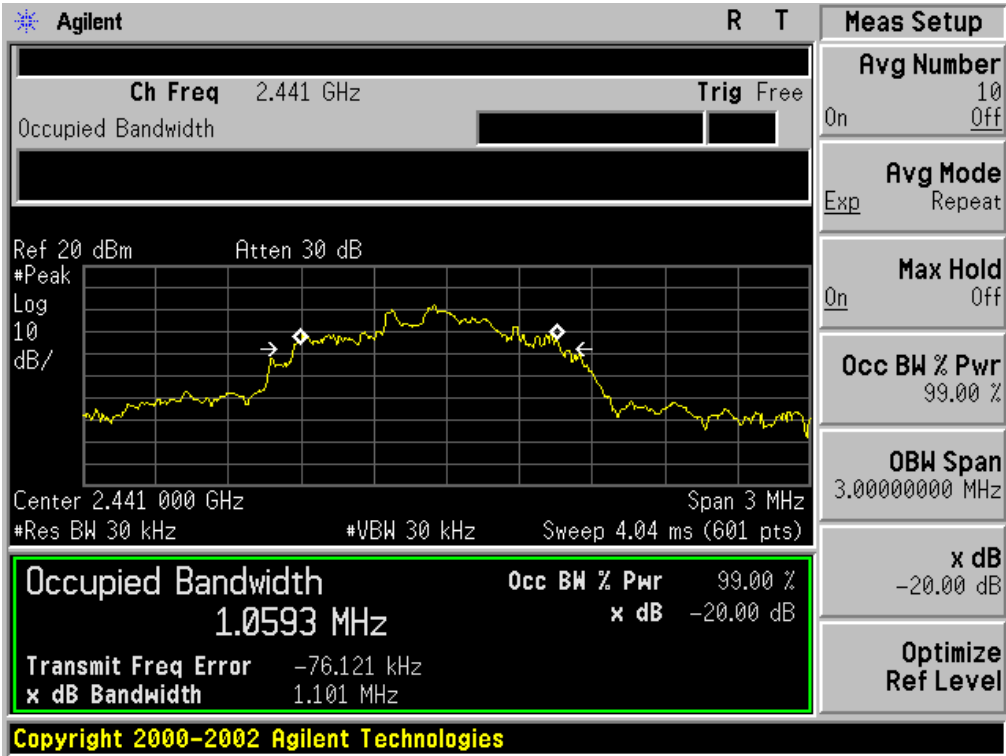 Agilent R T
Ch Freq 2.441 GHz Trig Free
Occupied Bandwidth
Ref 20 dBm Atten 30 dB
#Peak
Log
10
dB/
Center 2.441 000 GHz Span 3 MHz
#Res BW 30 kHz #VBW 30 kHz Sweep 4.04 ms (601 pts)
Occupied Bandwidth Occ BW % Pwr 99.00 %
1.0593 MHz x dB -20.00 dB
Transmit Freq Error -76.121 kHz
x dB Bandwidth 1.101 MHz
Copyright 2000-2002 Agilent Technologies
Meas Setup
Avg Number
10
On Off
Avg Mode
Exp Repeat
Max Hold
On Off
Occ BW % Pwr
99.00 %
OBW Span
3.00000000 MHz
x dB
-20.00 dB
Optimize
Ref Level